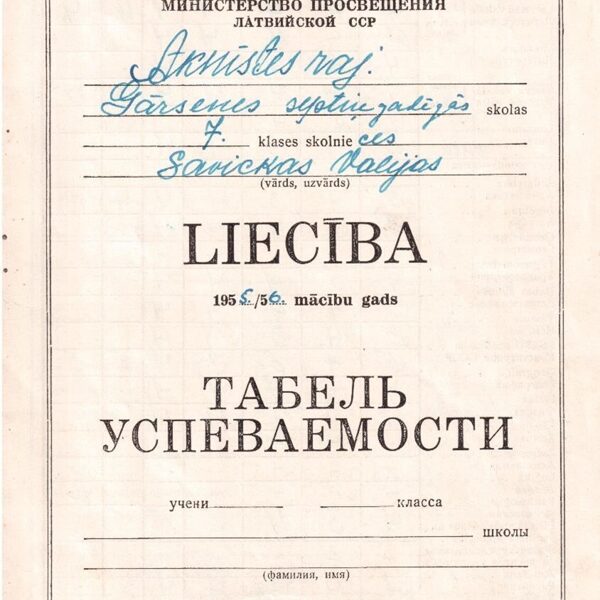 МИНИСТЕРСТВО ПРОСВЕЩЕНИЯ
ЛАТВИЙСКОЙ ССР
Aknīstes raj.
Gārsenes septiņgadīgās skolas
7. klases skolnieces
Savickas Valijas
(vārds, uzvārds)
LIECĪBA
1955./56. mācību gads
ТАБЕЛЬ
УСПЕВАЕМОСТИ
учени класса
школы
(фамилия, имя)